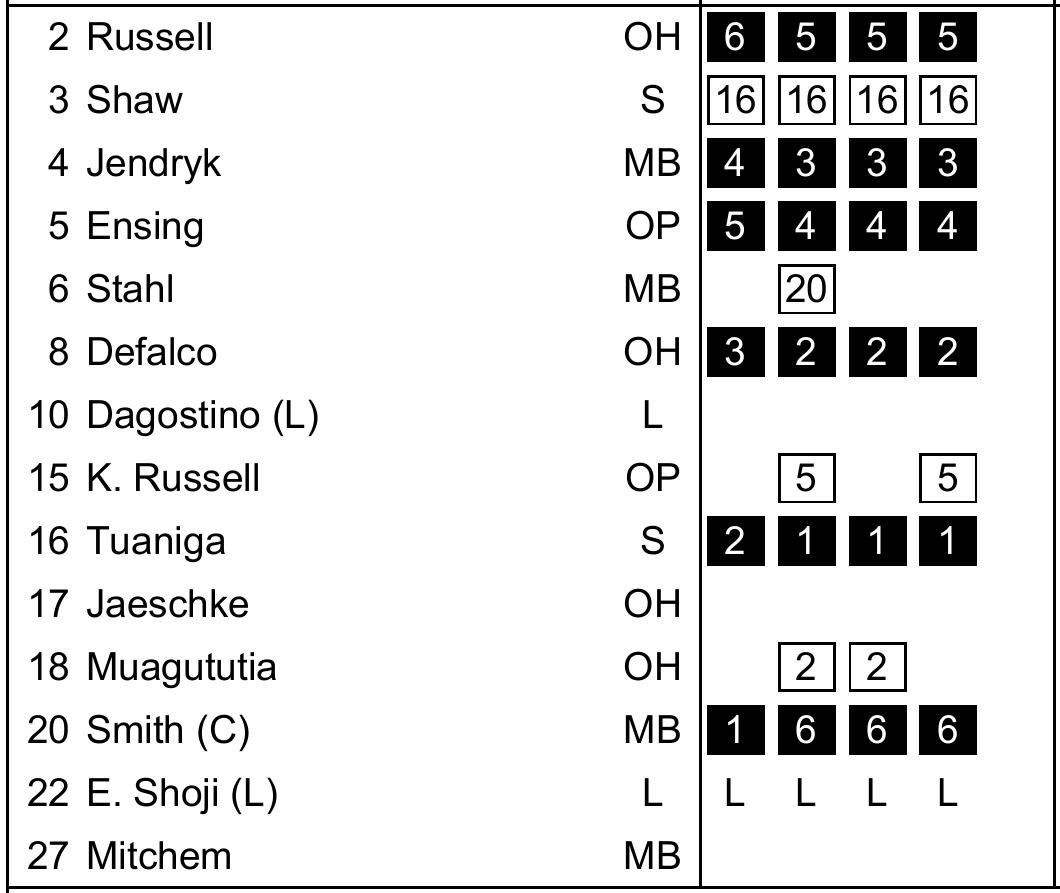 2 Russell OH 6 5 5 5
3 Shaw S 16 16 16 16
4 Jendryk MB 4 3 3 3
5 Ensing OP 5 4 4 4
6 Stahl MB 20
8 Defalco OH 3 2 2 2
10 Dagostino (L) L
15 K. Russell OP 5 5
16 Tuaniga S 2 1 1 1
17 Jaeschke OH
18 Muagututia OH 2 2
20 Smith (C) MB 1 6 6 6
22 E. Shoji (L) L L L L L
27 Mitchem MB